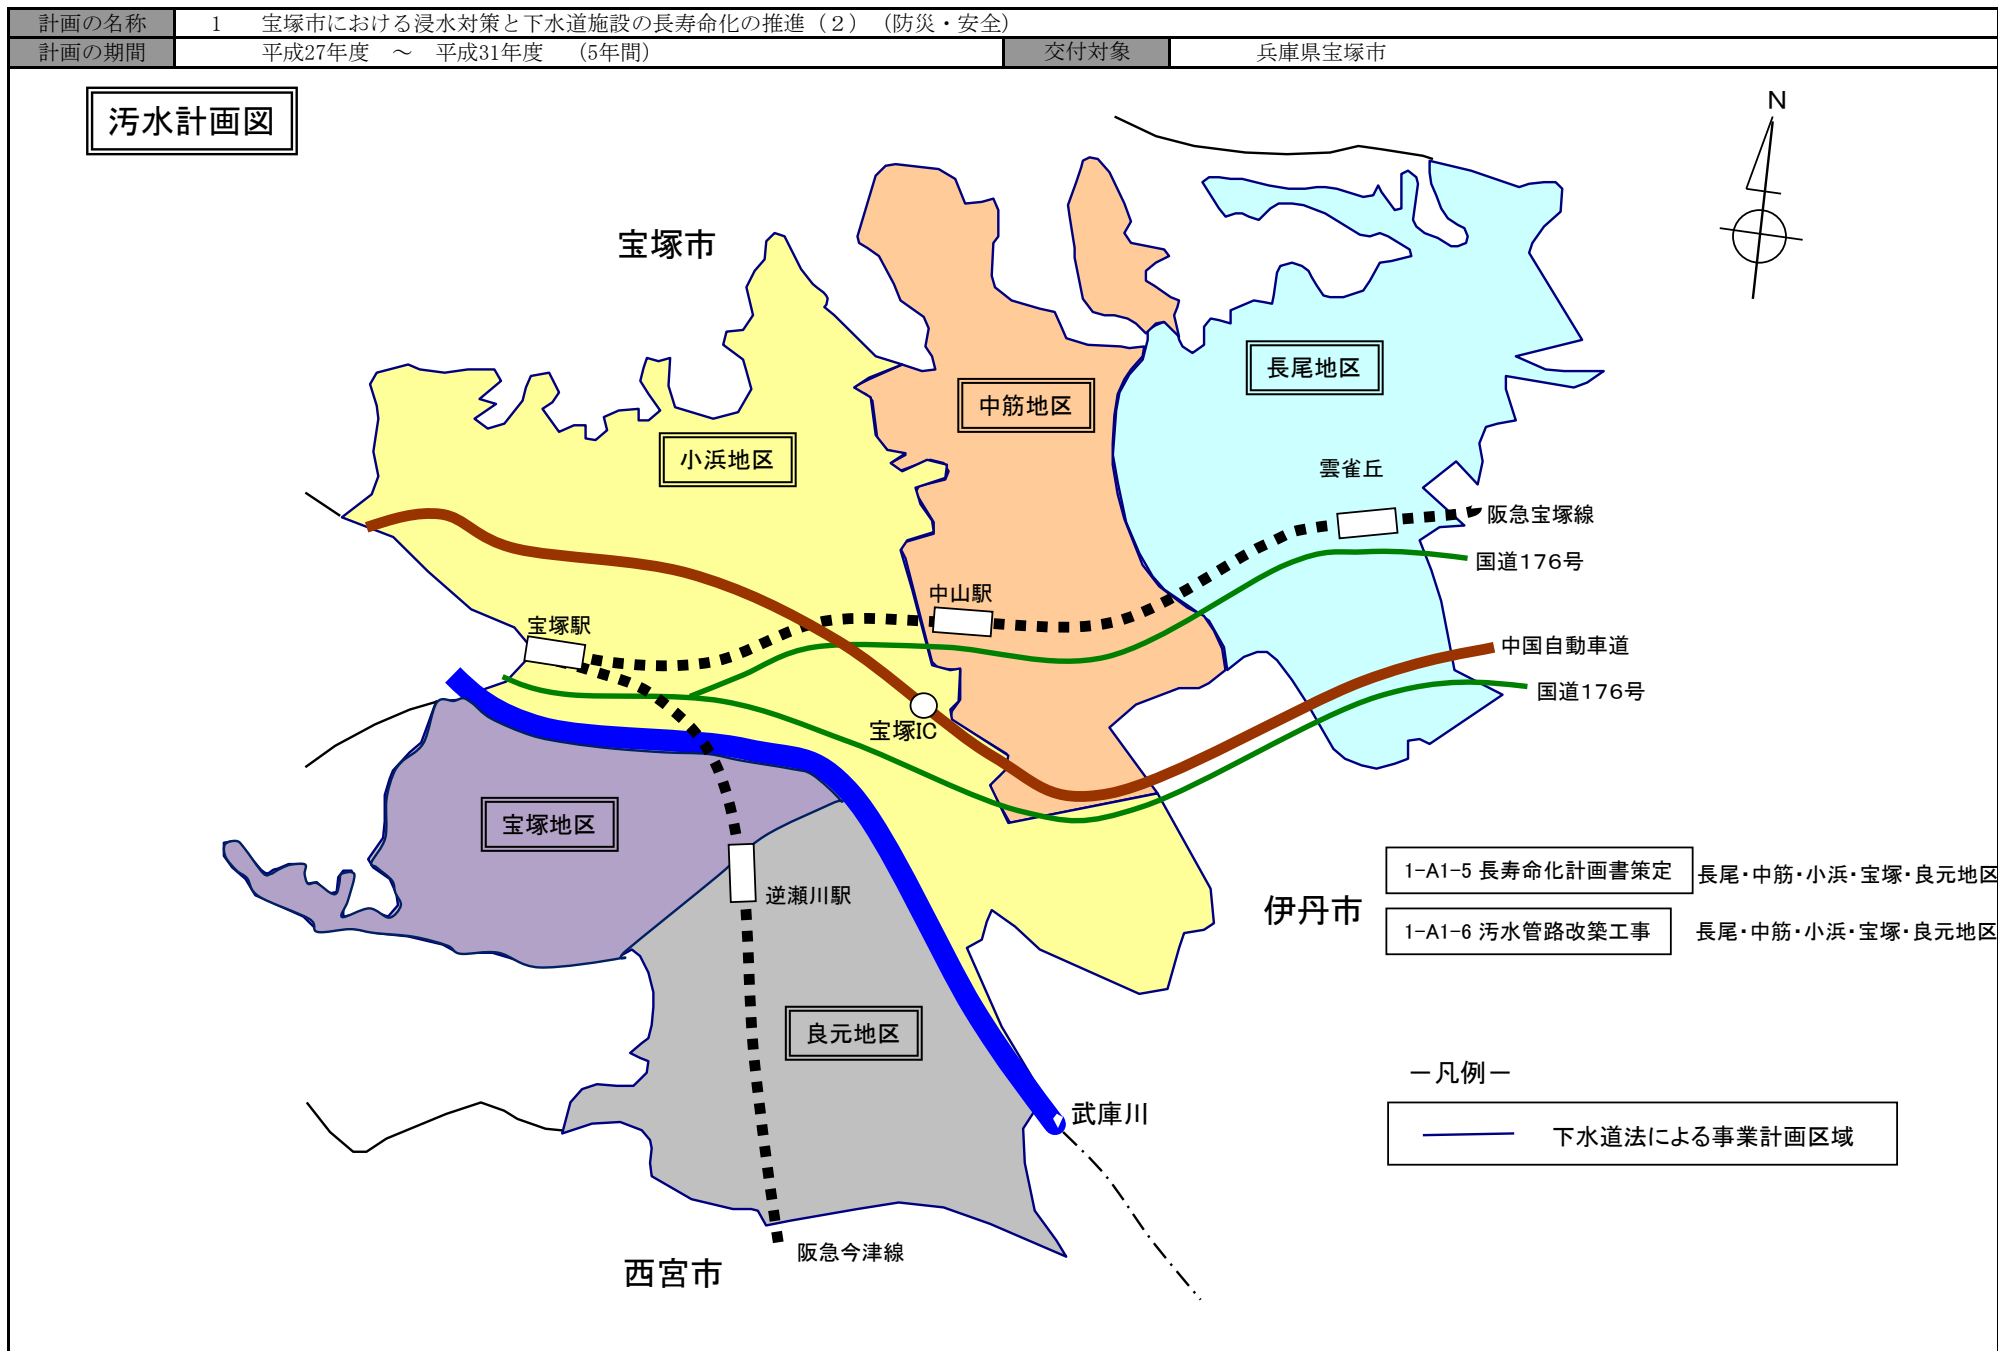 計画の名称 1 宝塚市における浸水対策と下水道施設の長寿命化の推進（２）（防災・安全）
計画の期間 平成27年度 ～ 平成31年度 （5年間） 交付対象 兵庫県宝塚市
汚水計画図
N
宝塚市
長尾地区
中筋地区
小浜地区
雲雀丘
阪急宝塚線
国道176号
中山駅
宝塚駅
中国自動車道
国道176号
宝塚IC
宝塚地区
逆瀬川駅
伊丹市
1-A1-5 長寿命化計画書策定 長尾・中筋・小浜・宝塚・良元地区
1-A1-6 汚水管路改築工事 長尾・中筋・小浜・宝塚・良元地区
良元地区
－凡例－
武庫川
下水道法による事業計画区域
阪急今津線
西宮市